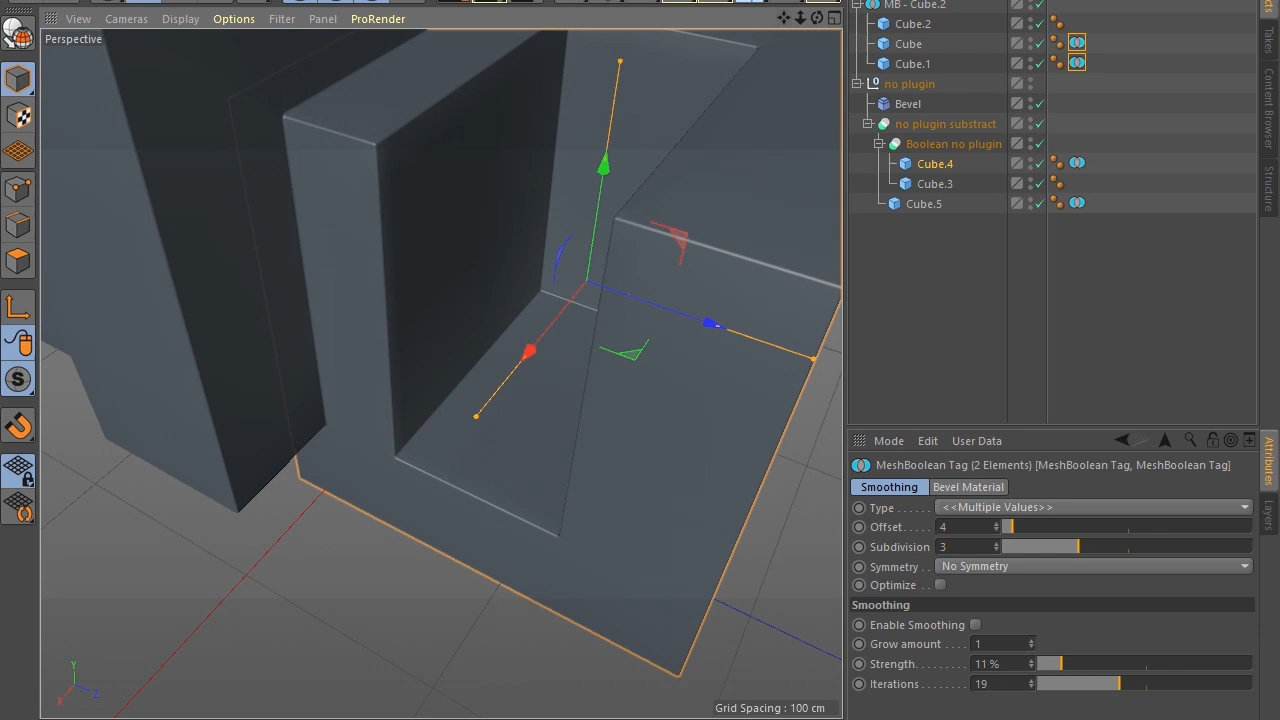 View Cameras Display Options Filter Panel ProRender
Perspective
MB - Cube.2
Cube.2
Cube
Cube.1
no plugin
Bevel
no plugin substract
Boolean no plugin
Cube.4
Cube.3
Cube.5
Takes
Content Browser
Structure
Mode Edit User Data
MeshBoolean Tag (2 Elements) [MeshBoolean Tag, MeshBoolean Tag]
Smoothing Bevel Material
Type . . . . . . <<Multiple Values>>
Offset. . . . . 4
Subdivision 3
Symmetry . . No Symmetry
Optimize . .
Smoothing
Enable Smoothing
Grow amount . . . . 1
Strength. . . . . . . . 11 %
Iterations . . . . . . . 19
Attributes
Layers
Y
X
Z
Grid Spacing : 100 cm